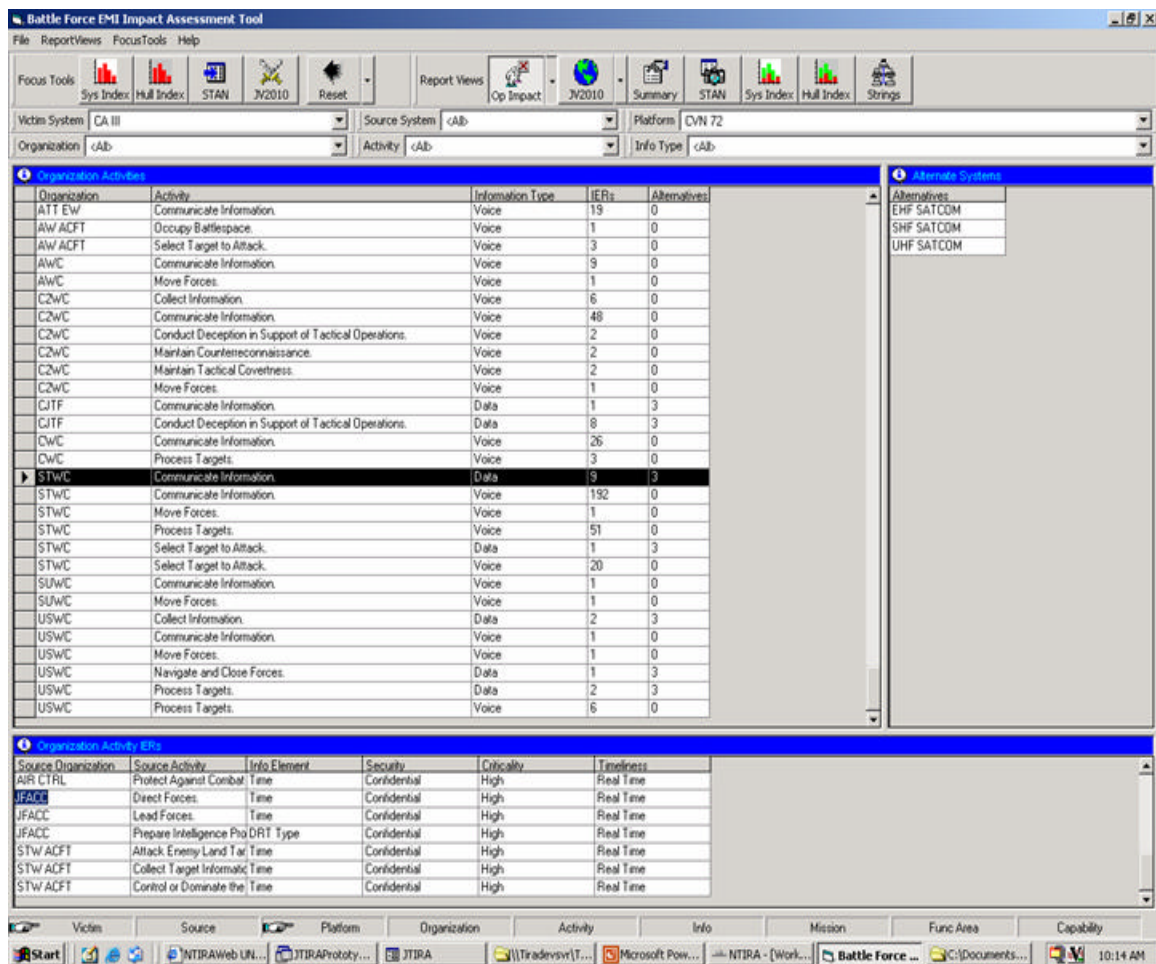 Battle Force EMI Impact Assessment Tool
File ReportViews FocusTools Help
Focus Tools Sys Index Hull Index STAN JV2010 Reset Report Views Op Impact JV2010 Summary STAN Sys Index Hull Index Strings
Victim System CA III Source System <All> Platform CVN 72
Organization <All> Activity <All> Info Type <All>
Organization Activities Alternate Systems
Organization Activity Information Type IERs Alternatives Alternatives
ATT EW Communicate Information. Voice 19 0 EHF SATCOM
AW ACFT Occupy Battlespace. Voice 1 0 SHF SATCOM
AW ACFT Select Target to Attack. Voice 3 0 UHF SATCOM
AWC Communicate Information. Voice 9 0
AWC Move Forces. Voice 1 0
C2WC Collect Information. Voice 6 0
C2WC Communicate Information. Voice 48 0
C2WC Conduct Deception in Support of Tactical Operations. Voice 2 0
C2WC Maintain Counterreconnaissance. Voice 2 0
C2WC Maintain Tactical Covertness. Voice 2 0
C2WC Move Forces. Voice 1 0
CJTF Communicate Information. Data 1 3
CJTF Conduct Deception in Support of Tactical Operations. Data 8 3
CWC Communicate Information. Voice 26 0
CWC Process Targets. Voice 3 0
STWC Communicate Information. Data 9 3
STWC Communicate Information. Voice 192 0
STWC Move Forces. Voice 1 0
STWC Process Targets. Voice 51 0
STWC Select Target to Attack. Data 1 3
STWC Select Target to Attack. Voice 20 0
SUWC Communicate Information. Voice 1 0
SUWC Move Forces. Voice 1 0
USWC Collect Information. Data 2 3
USWC Communicate Information. Voice 1 0
USWC Move Forces. Voice 1 0
USWC Navigate and Close Forces. Data 1 3
USWC Process Targets. Data 2 3
USWC Process Targets. Voice 6 0
Organization Activity IERs
Source Organization Source Activity Info Element Security Criticality Timeliness
AIR CTRL Protect Against Combat Time Confidential High Real Time
JFACC Direct Forces. Time Confidential High Real Time
JFACC Lead Forces. Time Confidential High Real Time
JFACC Prepare Intelligence Pro DRT Type Confidential High Real Time
STW ACFT Attack Enemy Land Tar Time Confidential High Real Time
STW ACFT Collect Target Informatic Time Confidential High Real Time
STW ACFT Control or Dominate the Time Confidential High Real Time
Victim Source Platform Organization Activity Info Mission Func Area Capability
Start NTIRAWeb UN... JTIRAPrototy... JTIRA \\Tiradevsvr\T... Microsoft Pow... NTIRA - [Work... Battle Force ... C:\Documents... 10:14 AM